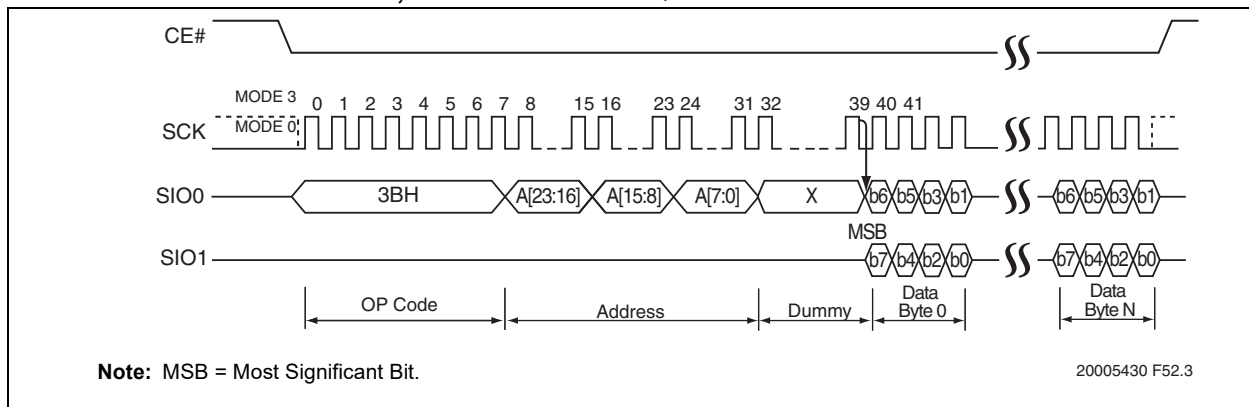 CE#
MODE 3
0 1 2 3 4 5 6 7 8 15 16 23 24 31 32 39 40 41
SCK
MODE 0
SIO0
3BH
A[23:16]
A[15:8]
A[7:0]
X
b6 b5 b3 b1
b6 b5 b3 b1
MSB
SIO1
b7 b4 b2 b0
b7 b4 b2 b0
OP Code
Address
Dummy
Data
Byte 0
Data
Byte N
Note: MSB = Most Significant Bit.
20005430 F52.3